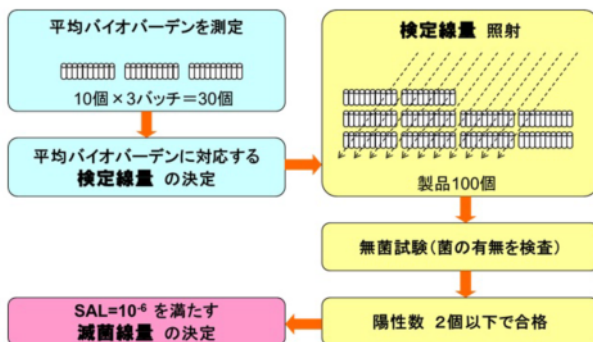 平均バイオバーデンを測定
10個×3バッチ=30個
平均バイオバーデンに対応する
検定線量 の決定
検定線量 照射
製品100個
無菌試験(菌の有無を検査)
陽性数 2個以下で合格
SAL=10⁻⁶ を満たす
滅菌線量 の決定